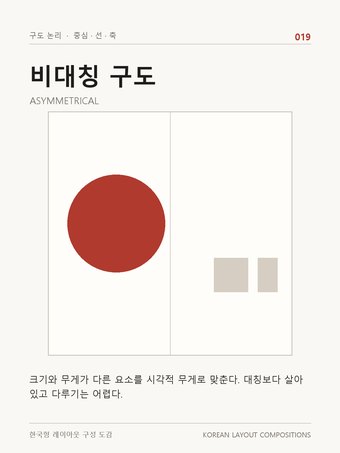 구도 논리 · 중심 · 선 · 축
019
비대칭 구도
ASYMMETRICAL
크기와 무게가 다른 요소를 시각적 무게로 맞춘다. 대칭보다 살아
있고 다루기는 어렵다.
한국형 레이아웃 구성 도감
KOREAN LAYOUT COMPOSITIONS